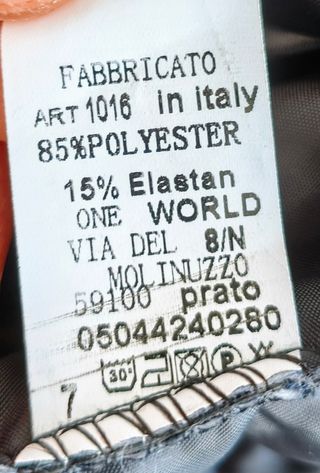 FABBRICATO
ART 1016 in italy
85%POLYESTER
15% Elastan
ONE WORLD
VIA DEL 8/N
MOLINUZZO
59100 prato
05044240280
7 30° P W